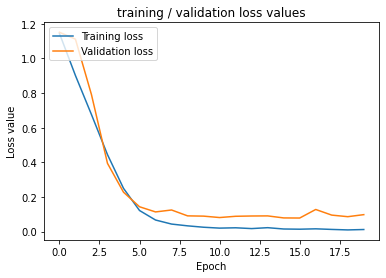 training / validation loss values
Training loss
Validation loss
Loss value
1.2
1.0
0.8
0.6
0.4
0.2
0.0
0.0 2.5 5.0 7.5 10.0 12.5 15.0 17.5
Epoch